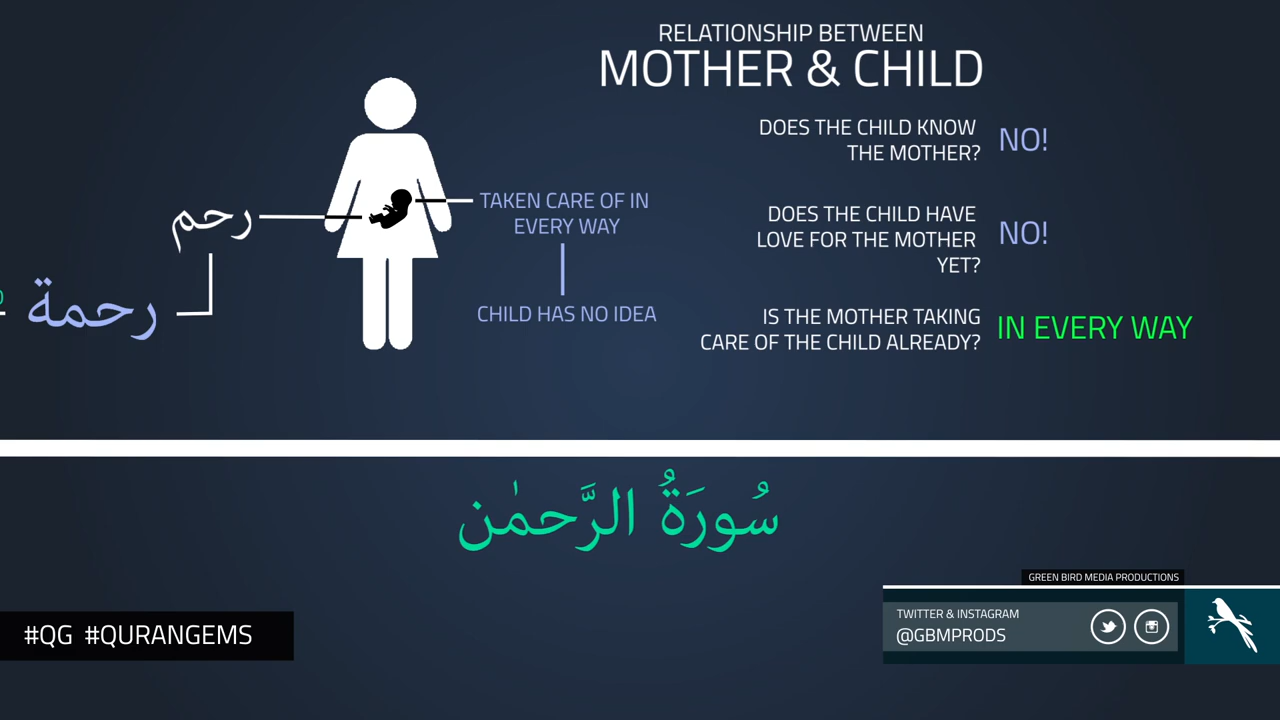 RELATIONSHIP BETWEEN
MOTHER & CHILD
DOES THE CHILD KNOW
THE MOTHER?
NO!
DOES THE CHILD HAVE
LOVE FOR THE MOTHER
YET?
NO!
IS THE MOTHER TAKING
CARE OF THE CHILD ALREADY?
IN EVERY WAY
TAKEN CARE OF IN
EVERY WAY
CHILD HAS NO IDEA
رحم
رحمة
سُورَةُ الرَّحمٰن
GREEN BIRD MEDIA PRODUCTIONS
TWITTER & INSTAGRAM
@GBMPRODS
#QG #QURANGEMS